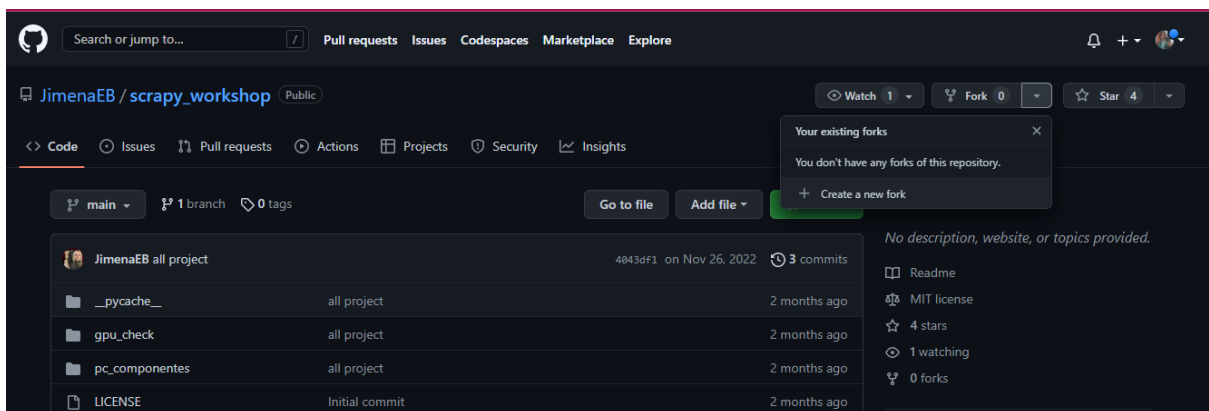 Search or jump to... / Pull requests Issues Codespaces Marketplace Explore
JimenaEB / scrapy_workshop Public Watch 1 Fork 0 Star 4
Your existing forks
<> Code Issues Pull requests Actions Projects Security Insights
You don't have any forks of this repository.
Create a new fork
main 1 branch 0 tags Go to file Add file
No description, website, or topics provided.
JimenaEB all project 4043df1 on Nov 26, 2022 3 commits
Readme
__pycache__ all project 2 months ago
MIT license
gpu_check all project 2 months ago
4 stars
1 watching
pc_componentes all project 2 months ago
0 forks
LICENSE Initial commit 2 months ago